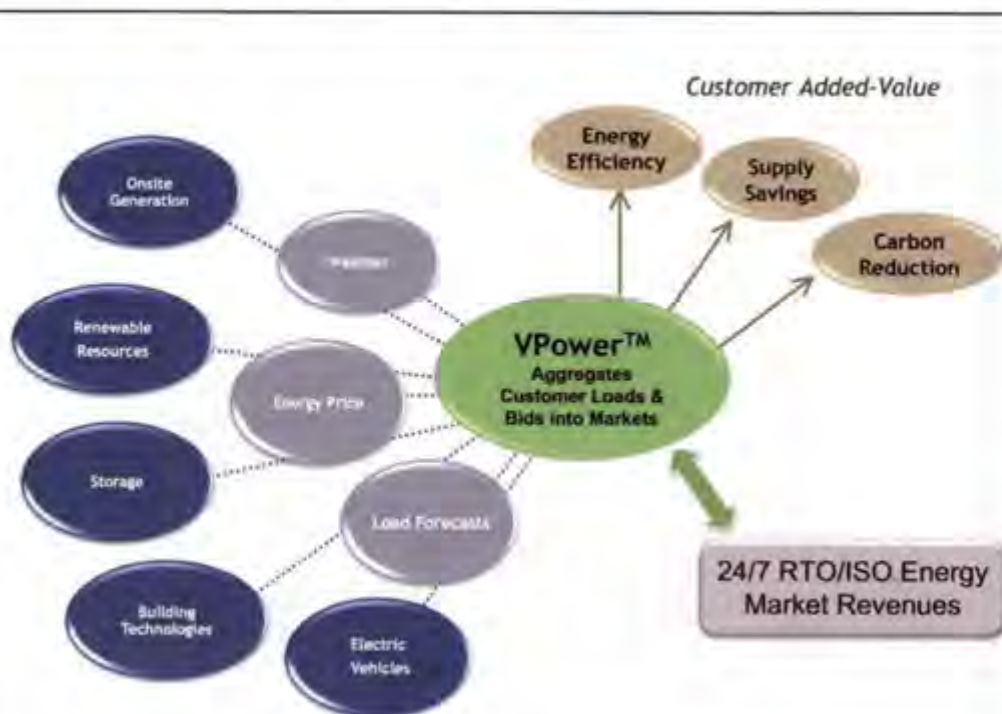 Customer Added-Value
Energy
Efficiency
Supply
Savings
Carbon
Reduction
Onsite
Generation
Weather
Renewable
Resources
Energy Price
Storage
Load Forecasts
Building
Technologies
Electric
Vehicles
VPower™
Aggregates
Customer Loads &
Bids into Markets
24/7 RTO/ISO Energy
Market Revenues